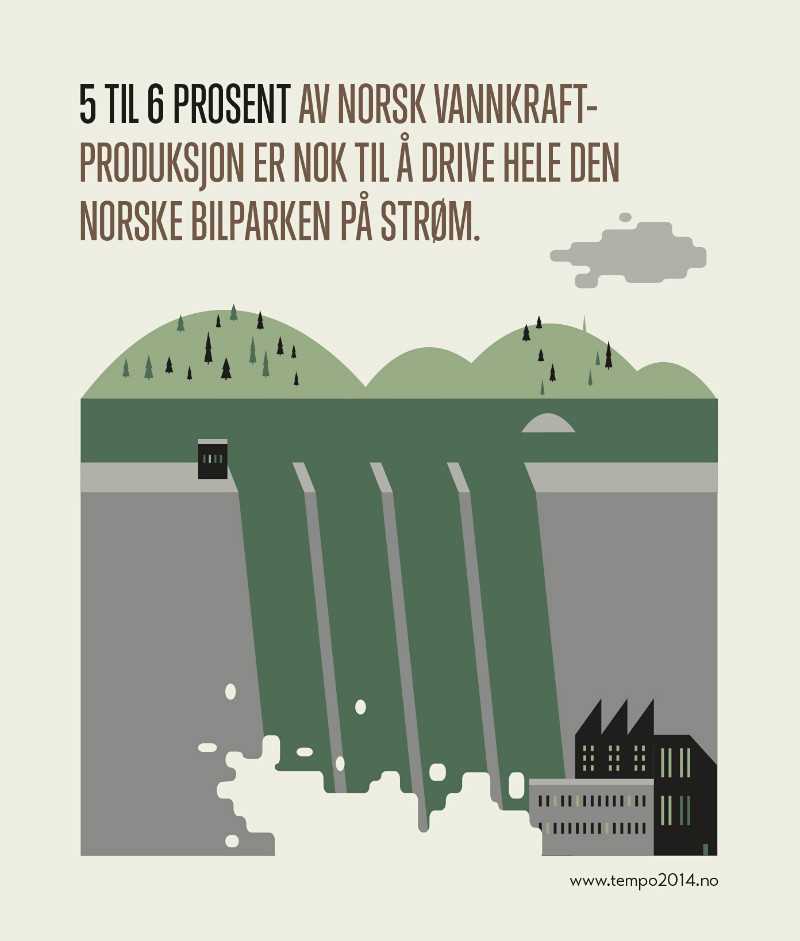 5 TIL 6 PROSENT AV NORSK VANNKRAFT-
PRODUKSJON ER NOK TIL Å DRIVE HELE DEN
NORSKE BILPARKEN PÅ STRØM.
www.tempo2014.no